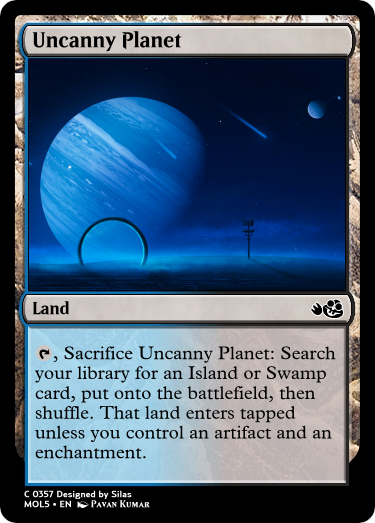 Uncanny Planet
Land
, Sacrifice Uncanny Planet: Search
your library for an Island or Swamp
card, put onto the battlefield, then
shuffle. That land enters tapped
unless you control an artifact and an
enchantment.
C 0357 Designed by Silas
MOL5 • EN Pavan Kumar